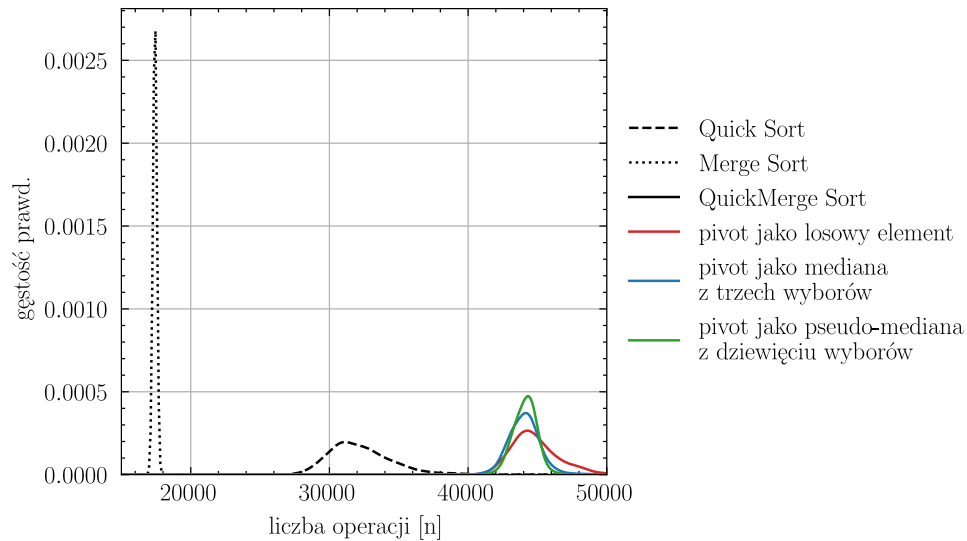 0.0025
0.0020
0.0015
0.0010
0.0005
0.0000
gęstość prawd.
20000
30000
40000
50000
liczba operacji [n]
Quick Sort
Merge Sort
QuickMerge Sort
pivot jako losowy element
pivot jako mediana
z trzech wyborów
pivot jako pseudo-mediana
z dziewięciu wyborów